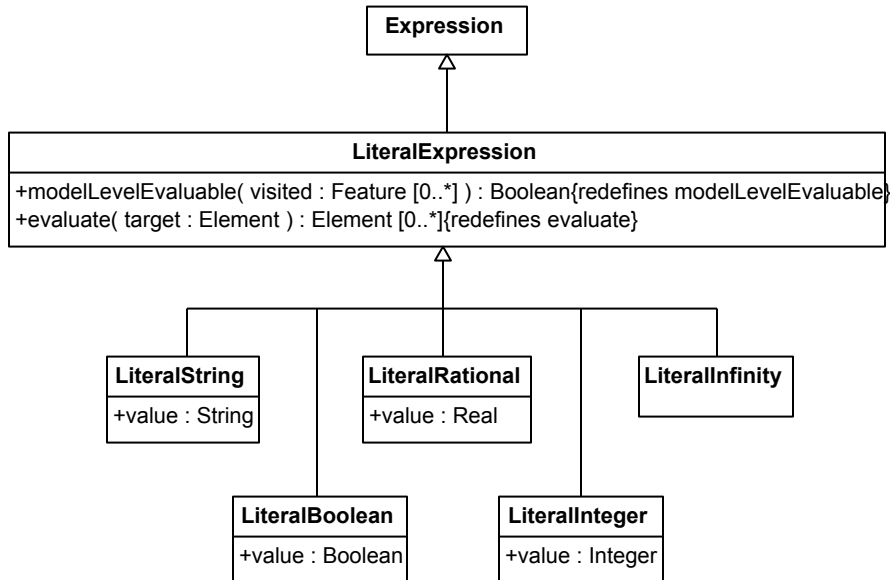 Expression
LiteralExpression
+modelLevelEvaluable( visited : Feature [0..*] ) : Boolean{redefines modelLevelEvaluable}
+evaluate( target : Element ) : Element [0..*]{redefines evaluate}
LiteralString
+value : String
LiteralRational
+value : Real
LiteralInfinity
LiteralBoolean
+value : Boolean
LiteralInteger
+value : Integer